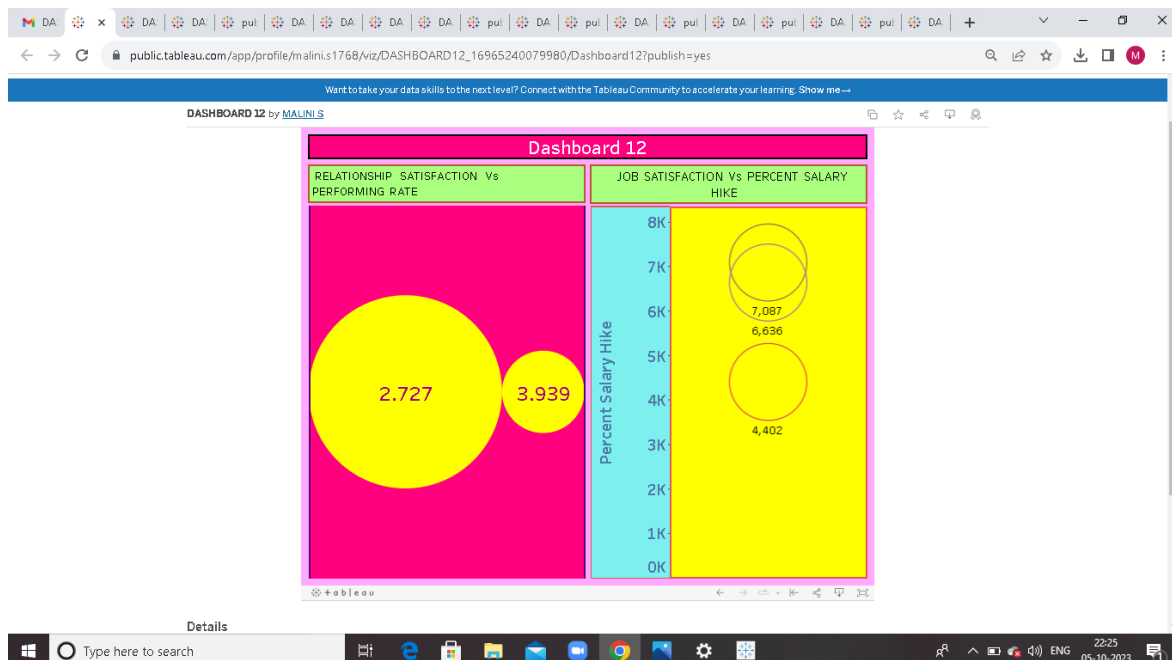 DA
DA
DA
pul
DA
DA
DA
DA
pul
DA
pul
DA
pul
DA
pul
DA
pul
DA
public.tableau.com/app/profile/malini.s1768/viz/DASHBOARD12_16965240079980/Dashboard12?publish=yes
M
Want to take your data skills to the next level? Connect with the Tableau Community to accelerate your learning. Show me→
DASHBOARD 12 by MALINI S
Dashboard 12
RELATIONSHIP SATISFACTION Vs
PERFORMING RATE
JOB SATISFACTION Vs PERCENT SALARY
HIKE
2.727
3.939
Percent Salary Hike
8K
7K
6K
5K
4K
3K
2K
1K
0K
7,087
6,636
4,402
+ableau
Details
Type here to search
ENG
22:25
05-10-2023